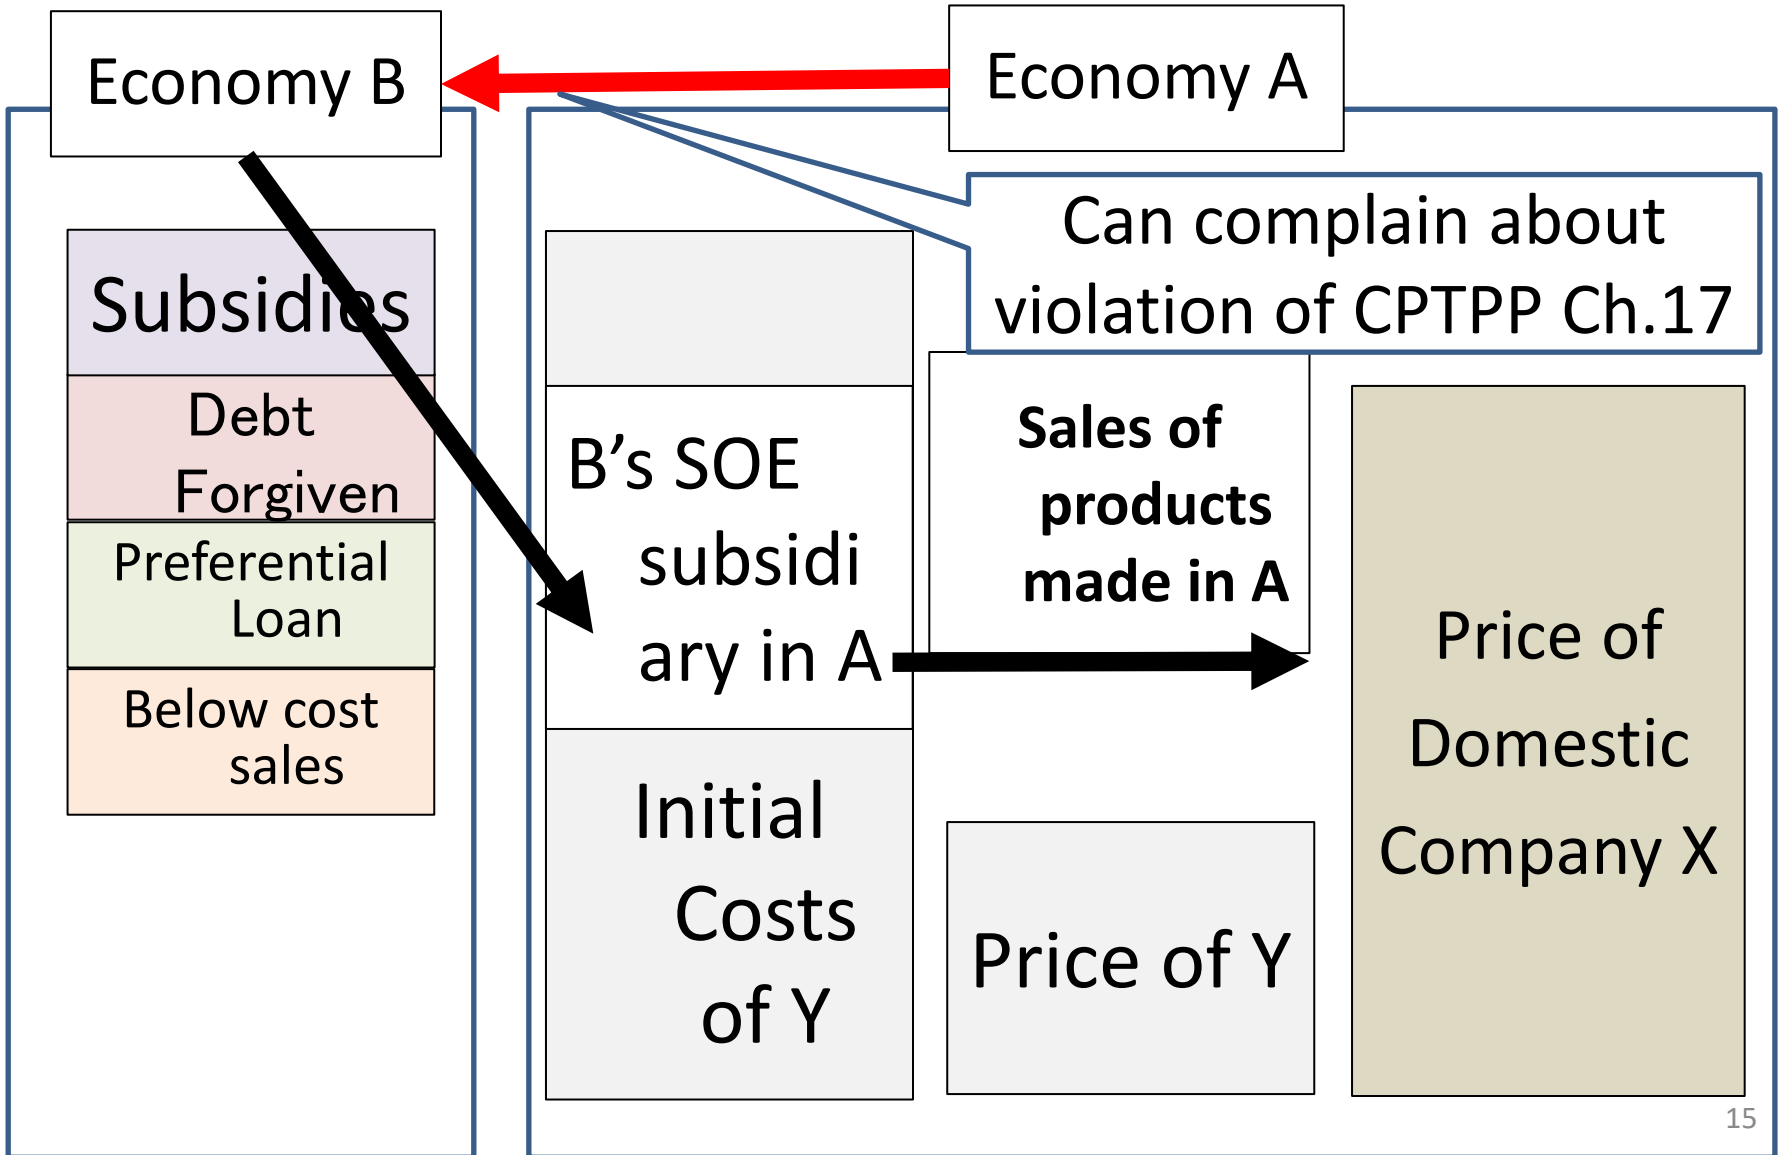 Economy B
Economy A
Can complain about
violation of CPTPP Ch.17
Subsidies
Debt
Forgiven
Preferential
Loan
Below cost
sales
B’s SOE
subsidi
ary in A
Initial
Costs
of Y
Sales of
products
made in A
Price of Y
Price of
Domestic
Company X
15